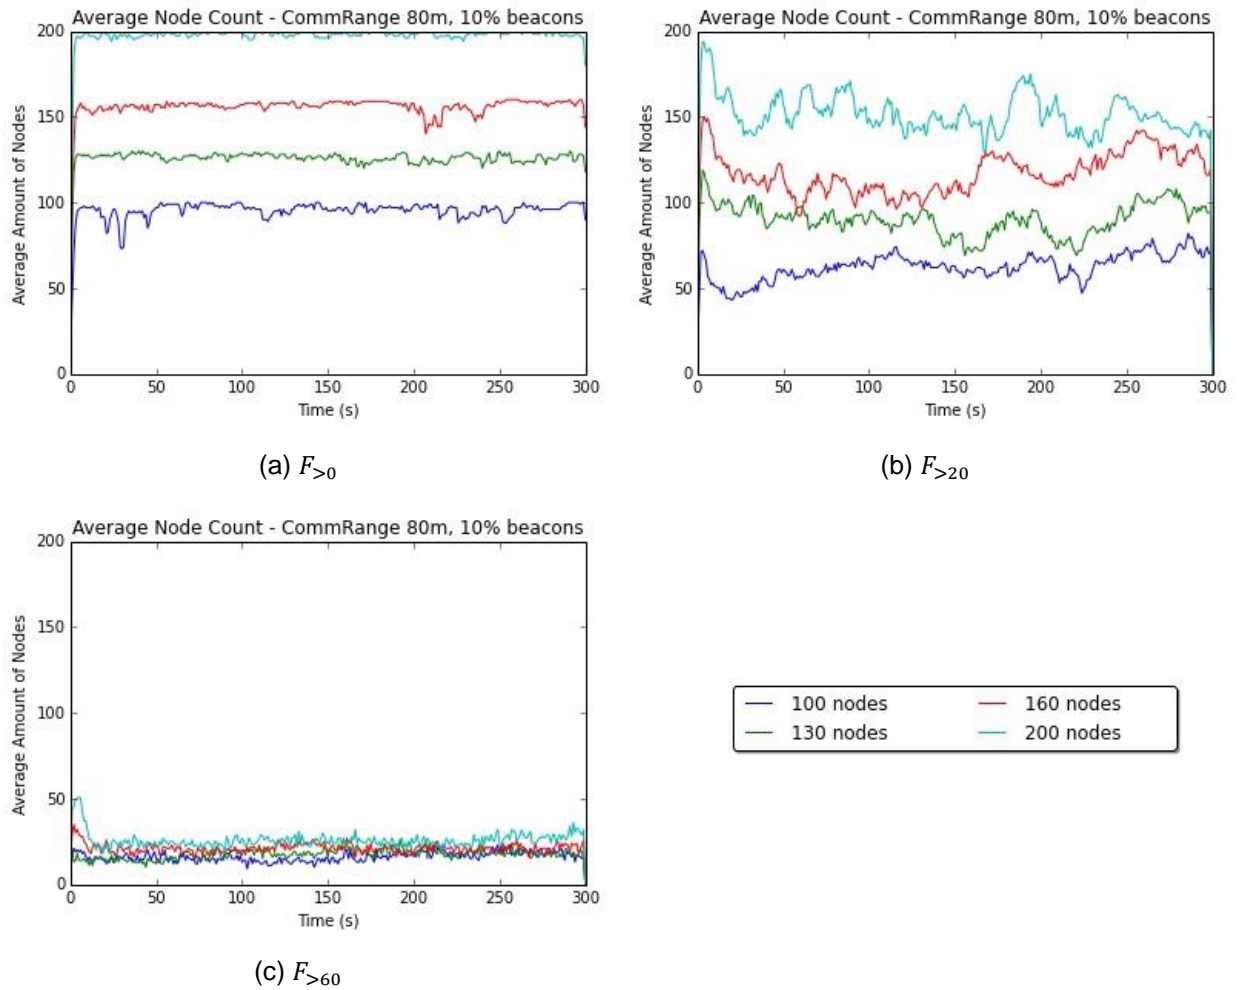 Average Node Count - CommRange 80m, 10% beacons
200
150
100
50
0
Average Amount of Nodes
0 50 100 150 200 250 300
Time (s)
(a) F>0
Average Node Count - CommRange 80m, 10% beacons
200
150
100
50
0
Average Amount of Nodes
0 50 100 150 200 250 300
Time (s)
(b) F>20
Average Node Count - CommRange 80m, 10% beacons
200
150
100
50
0
Average Amount of Nodes
0 50 100 150 200 250 300
Time (s)
(c) F>60
100 nodes 160 nodes
130 nodes 200 nodes